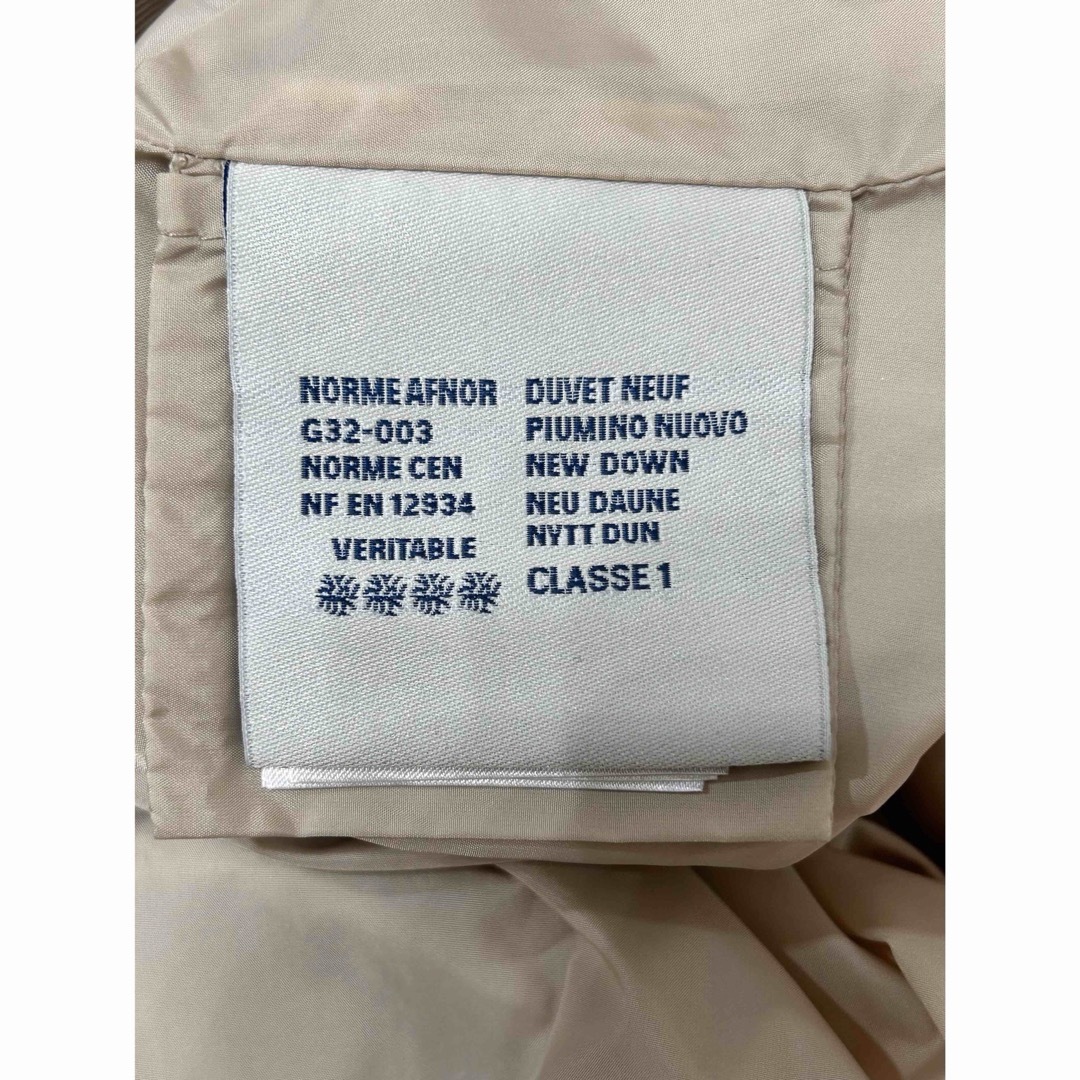 NORME AFNOR
G32-003
NORME CEN
NF EN 12934
VERITABLE
DUVET NEUF
PIUMINO NUOVO
NEW DOWN
NEU DAUNE
NYTT DUN
CLASSE 1